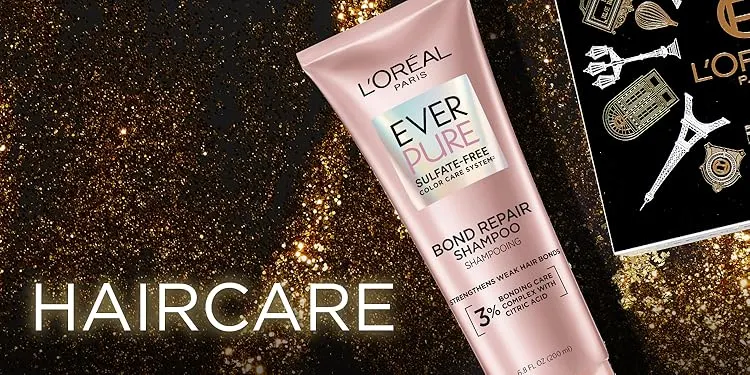 L'ORÉAL
PARIS
EVER
PURE
SULFATE-FREE
COLOR CARE SYSTEM
BOND REPAIR
SHAMPOO
SHAMPOOING
STRENGTHENS WEAK HAIR BONDS
3%
BONDING CARE
COMPLEX WITH
CITRIC ACID
6.8 FL OZ (200 ml)
HAIRCARE
L'O